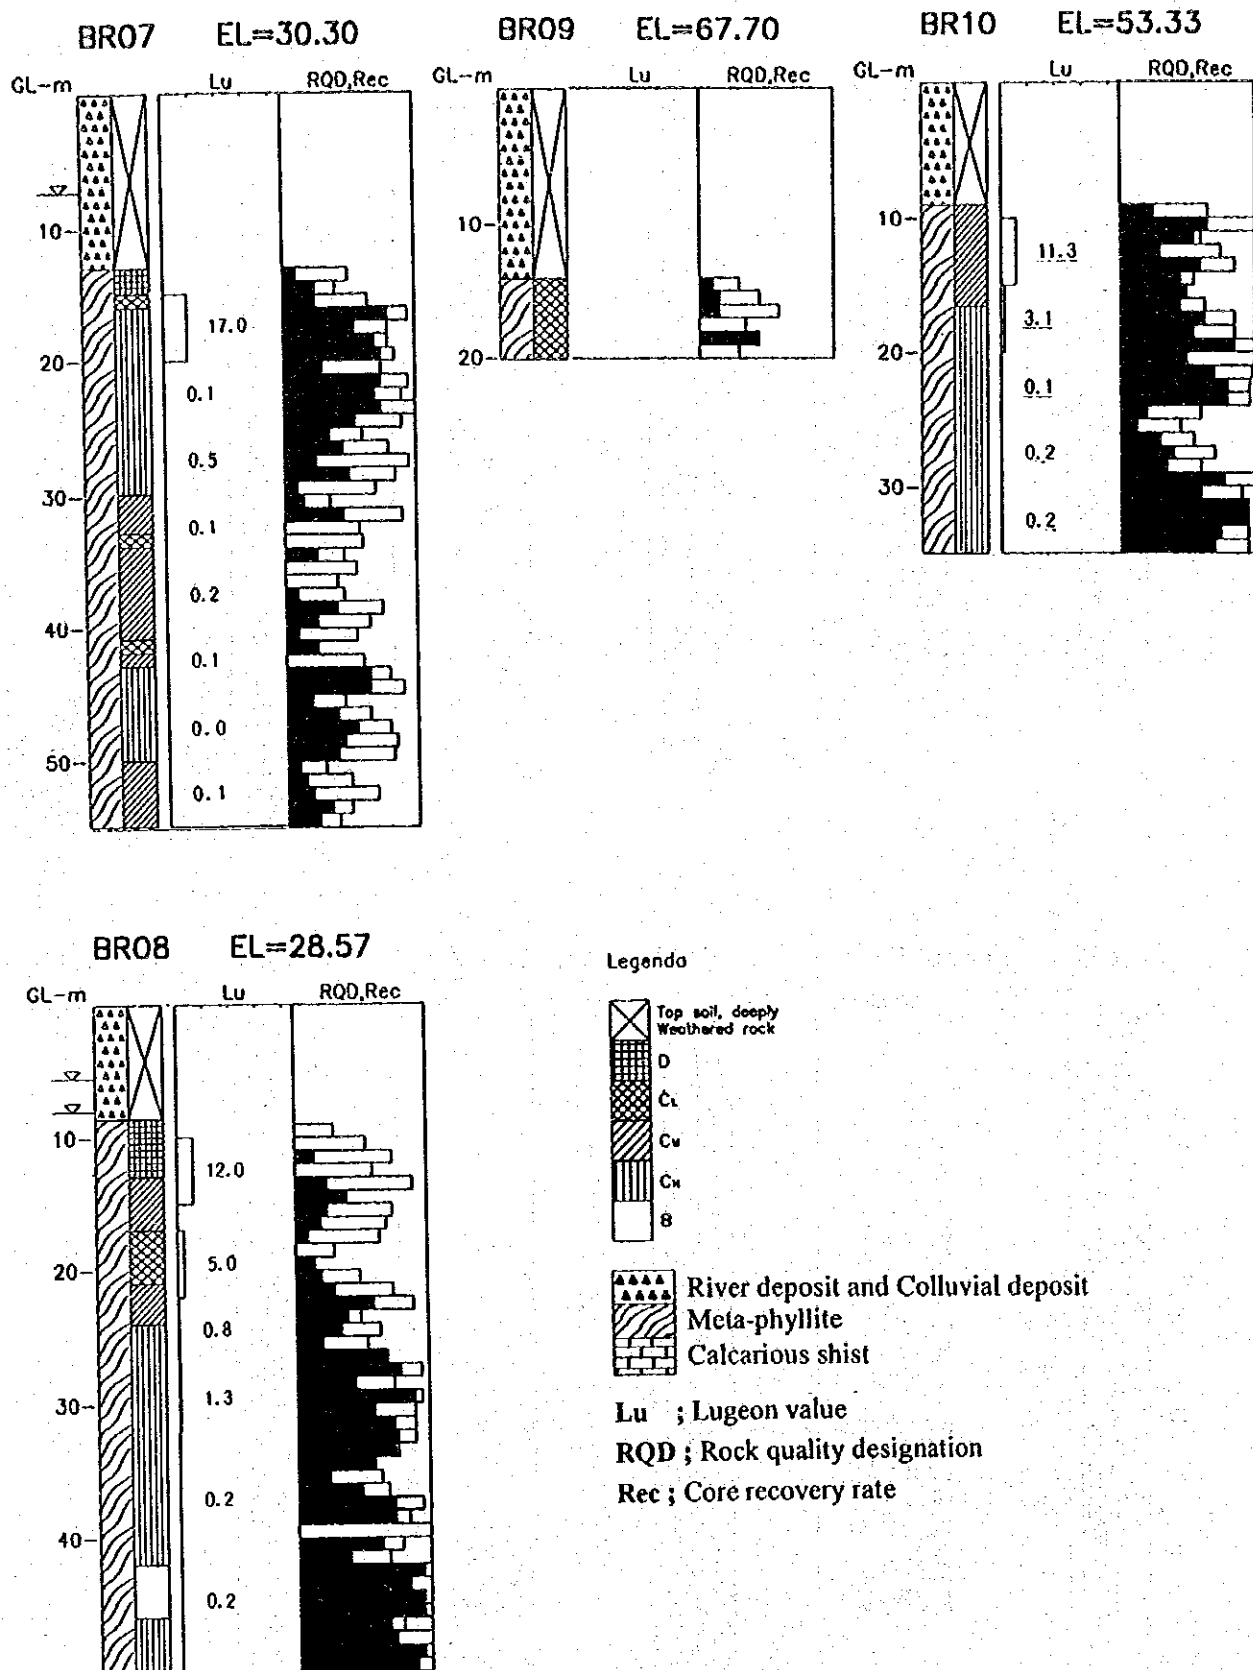 BR07 EL=30.30
GL-m Lu RQD,Rec
10
17.0
20
0.1
0.5
30
0.1
0.2
40
0.1
0.0
50
0.1
BR09 EL=67.70
GL-m Lu RQD,Rec
10
20
BR10 EL=53.33
GL-m Lu RQD,Rec
10
11.3
3.1
20
0.1
0.2
30
0.2
BR08 EL=28.57
GL-m Lu RQD,Rec
10
12.0
20
5.0
0.8
1.3
30
0.2
40
0.2
Legenda
Top soil, deeply
Weathered rock
D
CL
CM
CH
B
River deposit and Colluvial deposit
Meta-phyllite
Calcarious shist
Lu ; Lugeon value
RQD ; Rock quality designation
Rec ; Core recovery rate